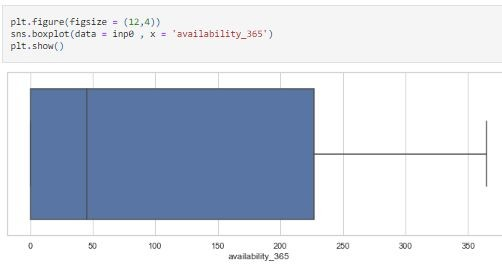 plt.figure(figsize = (12,4))
sns.boxplot(data = inp0 , x = 'availability_365')
plt.show()
0 50 100 150 200 250 300 350
availability_365